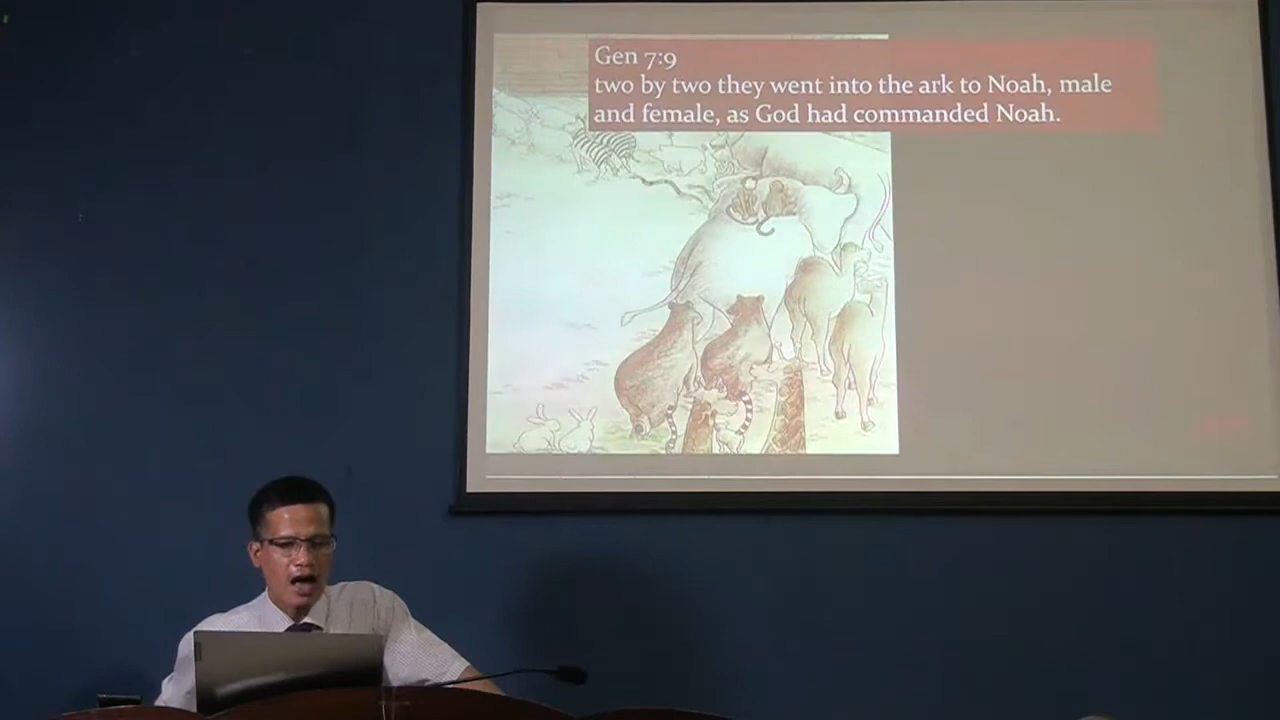 Gen 7:9
two by two they went into the ark to Noah, male
and female, as God had commanded Noah.